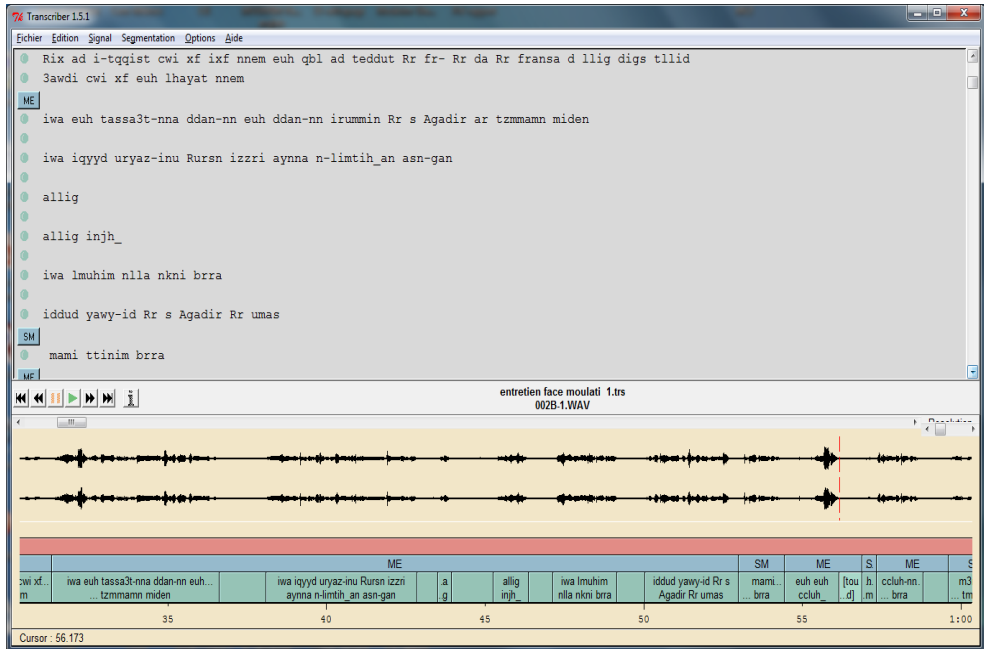 Transcriber 1.5.1
Fichier Edition Signal Segmentation Options Aide
Rix ad i-tqqist cwi xf ixf nnem euh qbl ad teddut Rr fr- Rr da Rr fransa d llig digs tllid
3awdi cwi xf euh lhayat nnem
ME
iwa euh tassa3t-nna ddan-nn euh ddan-nn irummin Rr s Agadir ar tzmmamn miden
iwa iqyyd uryaz-inu Rursn izzri aynna n-limtih_an asn-gan
allig
allig injh_
iwa lmuhim nlla nkni brra
iddud yawy-id Rr s Agadir Rr umas
SM
mami ttinim brra
ME
entretien face moulati 1.trs
002B-1.WAV
Resolution
ME SM ME S. ME S
cwi xf... iwa euh tassa3t-nna ddan-nn euh... iwa iqyyd uryaz-inu Rursn izzri .a allig iwa lmuhim iddud yawy-id Rr s mami... euh euh [tou .h. ccluh-nn. m3
m ... tzmmamn miden aynna n-limtih_an asn-gan .g injh_ nlla nkni brra Agadir Rr umas ... brra ccluh_ ...d] .m ... brra ... tm
35 40 45 50 55 1:00
Cursor : 56.173